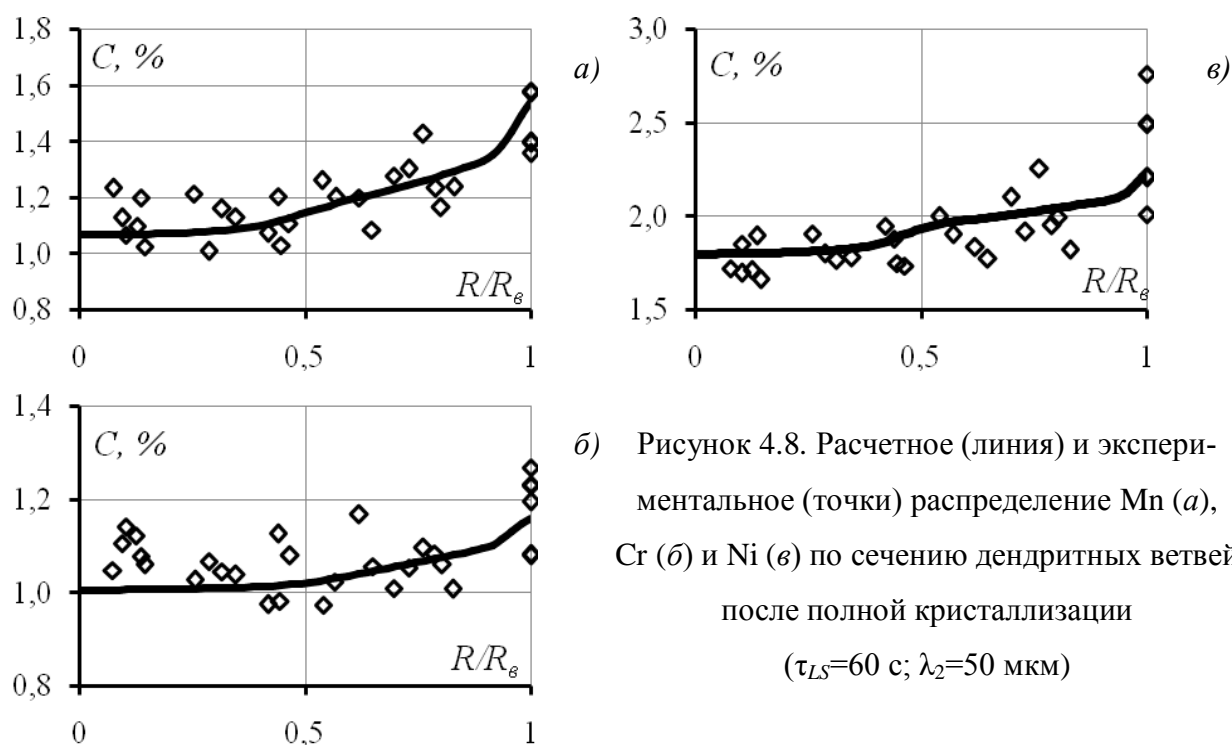 1,8
1,6
1,4
1,2
1,0
0,8
C, %
R/Rв
0 0,5 1
а)
3,0
2,5
2,0
1,5
C, %
R/Rв
0 0,5 1
в)
1,4
1,2
1,0
0,8
C, %
R/Rв
0 0,5 1
б)
Рисунок 4.8. Расчетное (линия) и экспери-
ментальное (точки) распределение Mn (а),
Cr (б) и Ni (в) по сечению дендритных ветвей
после полной кристаллизации
(τLS=60 с; λ2=50 мкм)